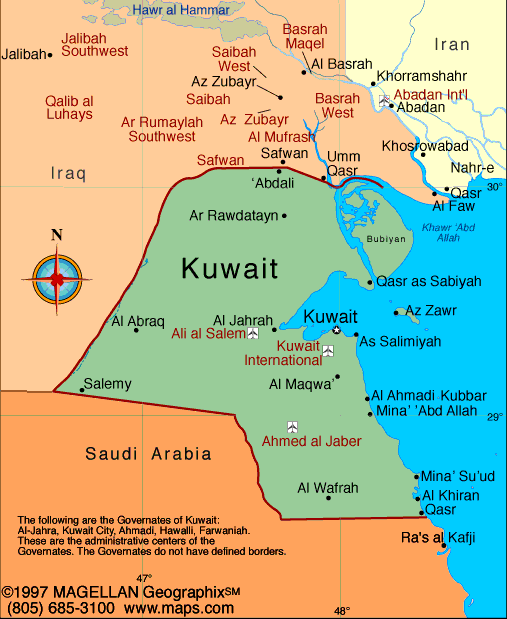 Hawr al Hammar
Jalibah
Southwest
Basrah
Maqel
Iran
Jalibah
Saibah
West
Al Basrah
Khorramshahr
Az Zubayr
Abadan Int'l
Abadan
Qalib al
Luhays
Saibah
Basrah
West
Ar Rumaylah
Southwest
Az Zubayr
Al Mufrash
Khosrowabad
Safwan
Safwan
Umm
Qasr
Nahr-e
Qasr
Iraq
'Abdali
30°
Al Faw
Ar Rawdatayn
Khawr 'Abd
Allah
N
Bubiyan
Kuwait
Qasr as Sabiyah
Az Zawr
Kuwait
Al Abraq
Al Jahrah
Ali al Salem
As Salimiyah
Kuwait
International
Salemy
Al Maqwa'
Al Ahmadi Kubbar
Mina' 'Abd Allah
29°
Ahmed al Jaber
Saudi Arabia
Mina' Su'ud
Al Wafrah
Al Khiran
Qasr
The following are the Governates of Kuwait:
Al-Jahra, Kuwait City, Ahmadi, Hawalli, Farwaniah.
These are the administrative centers of the
Governates. The Governates do not have defined borders.
Ra's al Kafji
47°
48°
©1997 MAGELLAN Geographix℠
(805) 685-3100 www.maps.com